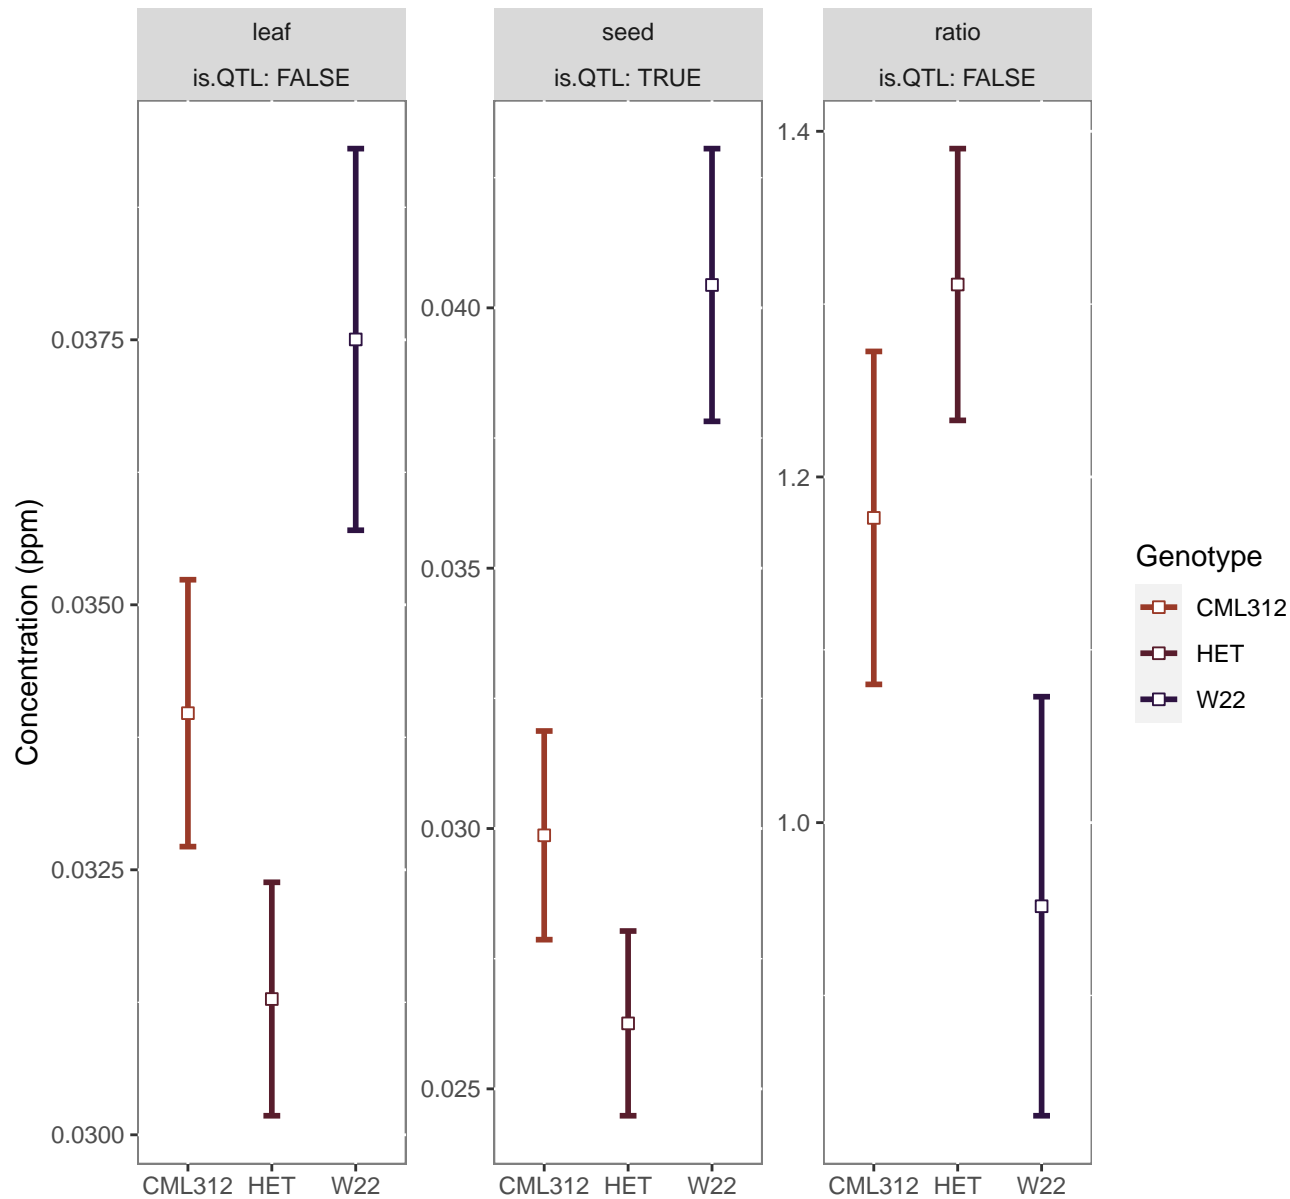 leaf
is.QTL: FALSE
seed
is.QTL: TRUE
ratio
is.QTL: FALSE
Concentration (ppm)
0.0375
0.0350
0.0325
0.0300
CML312 HET W22
0.040
0.035
0.030
0.025
CML312 HET W22
1.4
1.2
1.0
CML312 HET W22
Genotype
CML312
HET
W22